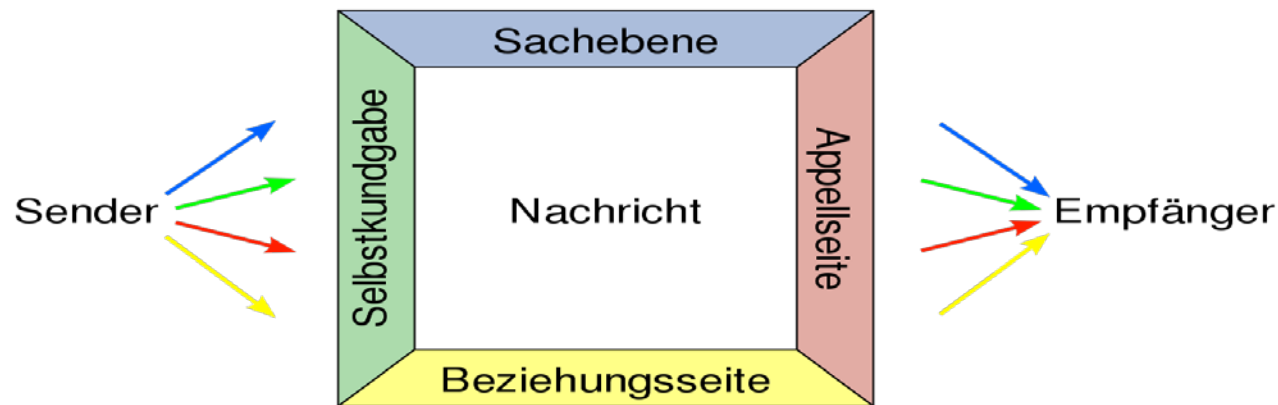 Sachebene
Selbstkundgabe
Appellseite
Sender
Nachricht
Empfänger
Beziehungsseite